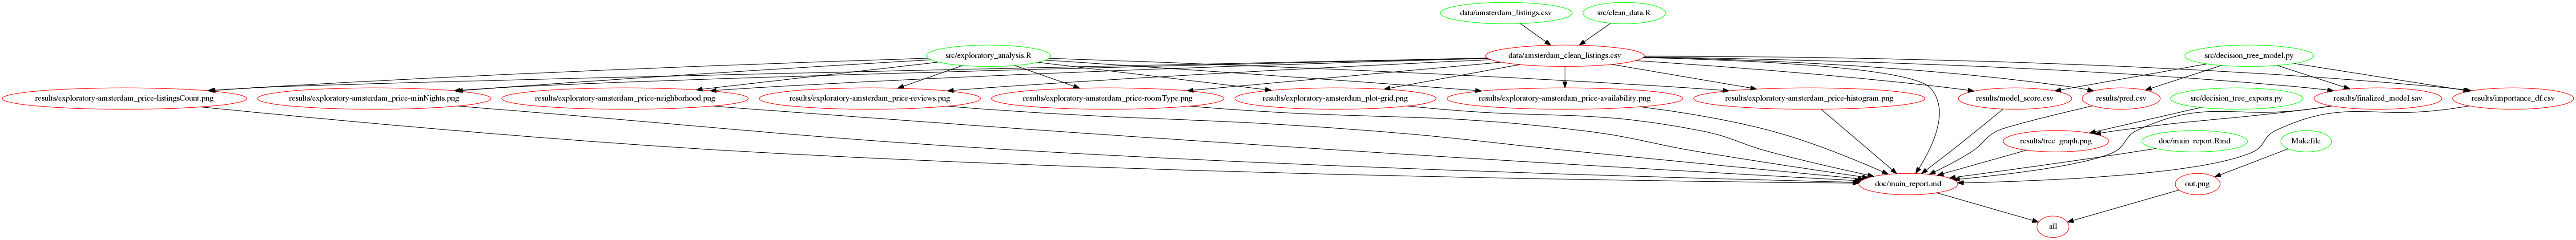 data/amsterdam_listings.csv
src/clean_data.R
src/exploratory_analysis.R
data/amsterdam_clean_listings.csv
src/decision_tree_model.py
results/exploratory-amsterdam_price-listingsCount.png
results/exploratory-amsterdam_price-minNights.png
results/exploratory-amsterdam_price-neighborhood.png
results/exploratory-amsterdam_price-reviews.png
results/exploratory-amsterdam_price-roomType.png
results/exploratory-amsterdam_plot-grid.png
results/exploratory-amsterdam_price-availability.png
results/exploratory-amsterdam_price-histogram.png
results/model_score.csv
results/pred.csv
src/decision_tree_exports.py
results/finalized_model.sav
results/importance_df.csv
results/tree_graph.png
doc/main_report.Rmd
Makefile
doc/main_report.md
out.png
all